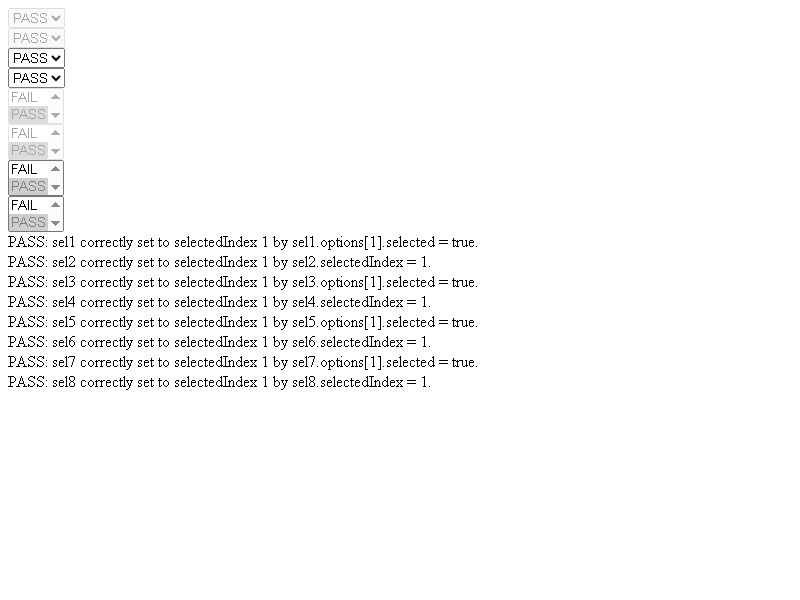 PASS
PASS
PASS
PASS
FAIL
PASS
FAIL
PASS
FAIL
PASS
FAIL
PASS
PASS: sel1 correctly set to selectedIndex 1 by sel1.options[1].selected = true.
PASS: sel2 correctly set to selectedIndex 1 by sel2.selectedIndex = 1.
PASS: sel3 correctly set to selectedIndex 1 by sel3.options[1].selected = true.
PASS: sel4 correctly set to selectedIndex 1 by sel4.selectedIndex = 1.
PASS: sel5 correctly set to selectedIndex 1 by sel5.options[1].selected = true.
PASS: sel6 correctly set to selectedIndex 1 by sel6.selectedIndex = 1.
PASS: sel7 correctly set to selectedIndex 1 by sel7.options[1].selected = true.
PASS: sel8 correctly set to selectedIndex 1 by sel8.selectedIndex = 1.